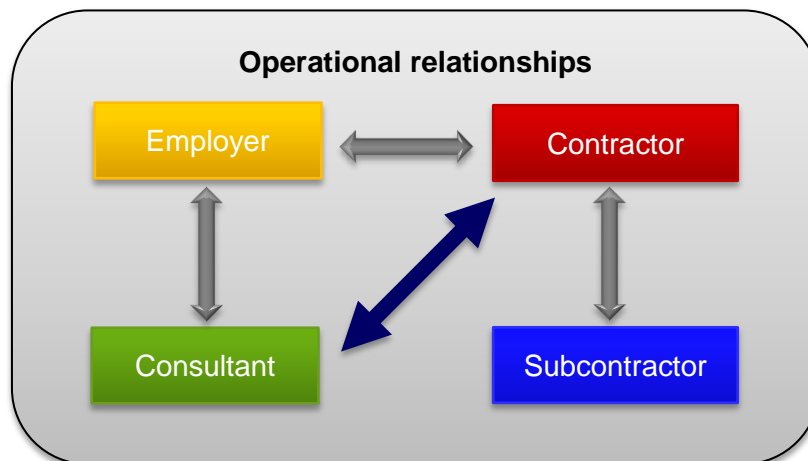 Operational relationships
Employer
Contractor
Consultant
Subcontractor